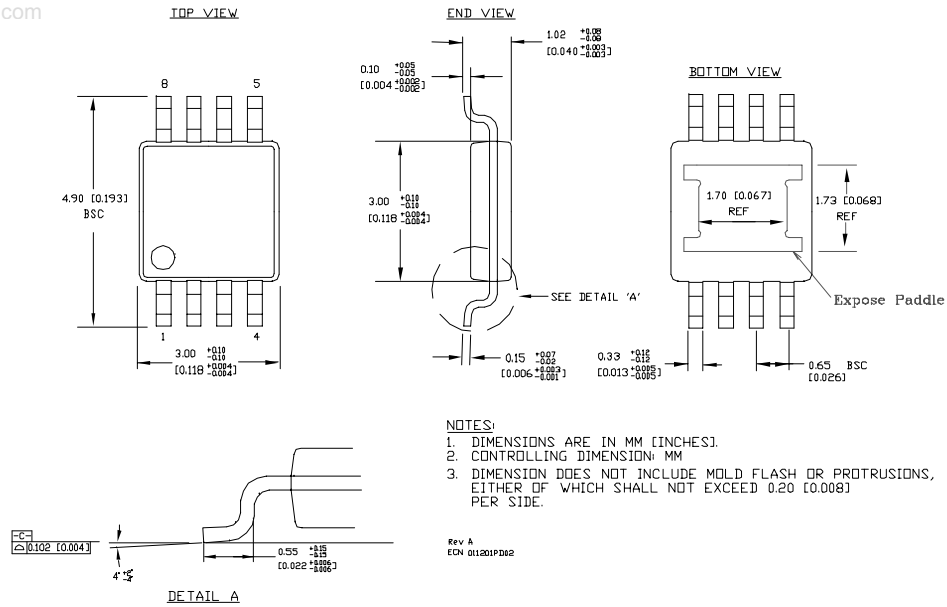 com
TOP VIEW
END VIEW
BOTTOM VIEW
8 5
1 4
4.90 [0.193]
BSC
3.00 +0.10 -0.10
[0.118 +0.004 -0.004]
1.02 +0.08 -0.08
[0.040 +0.003 -0.003]
0.10 +0.05 -0.05
[0.004 +0.002 -0.002]
3.00 +0.10 -0.10
[0.118 +0.004 -0.004]
SEE DETAIL 'A'
0.15 +0.07 -0.02
[0.006 +0.003 -0.001]
1.70 [0.067]
REF
1.73 [0.068]
REF
Expose Paddle
0.33 +0.12 -0.12
[0.013 +0.005 -0.005]
0.65 BSC
[0.026]
NOTES:
1. DIMENSIONS ARE IN MM [INCHES].
2. CONTROLLING DIMENSION: MM
3. DIMENSION DOES NOT INCLUDE MOLD FLASH OR PROTRUSIONS,
EITHER OF WHICH SHALL NOT EXCEED 0.20 [0.008]
PER SIDE.
Rev A
ECN 011201PD02
-C-
0.102 [0.004]
4°
0.55 +0.15 -0.15
[0.022 +0.006 -0.006]
DETAIL A